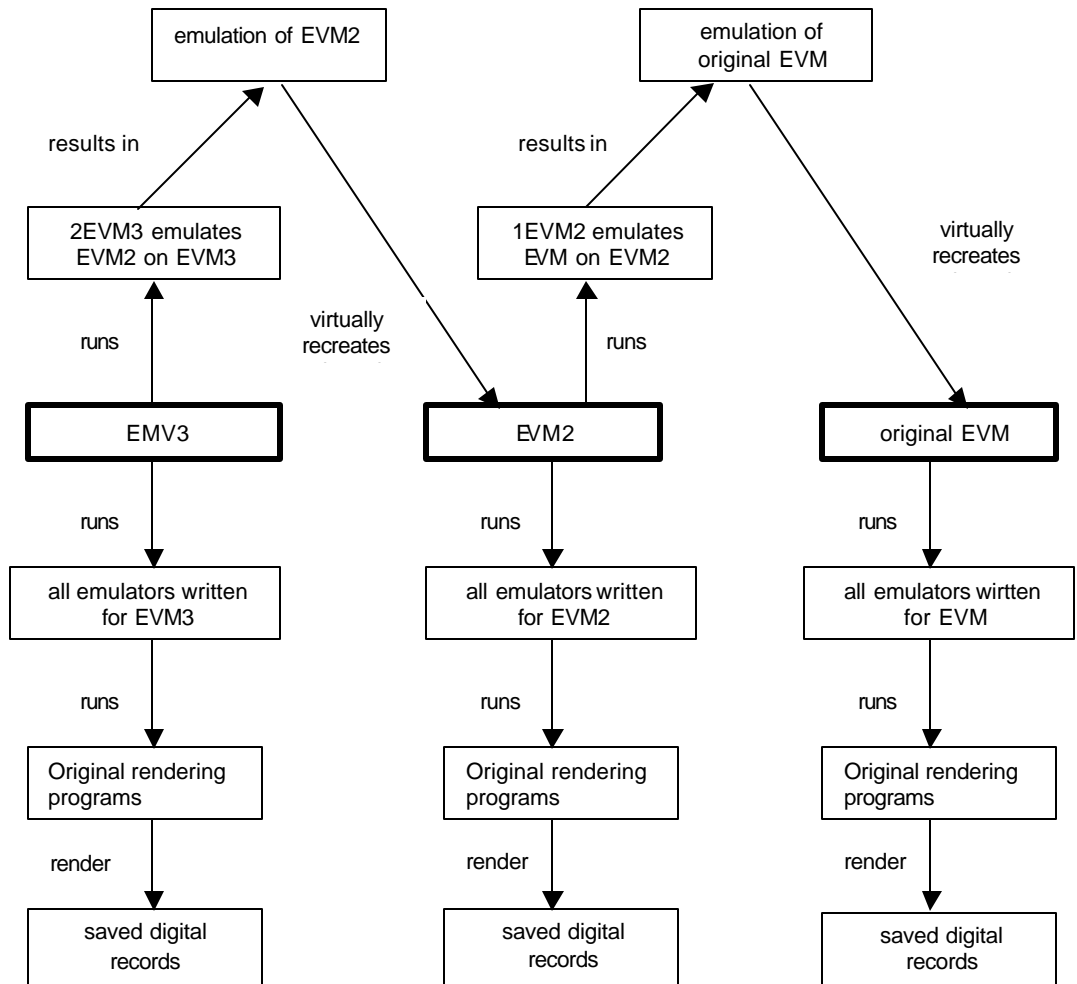 emulation of EVM2
emulation of
original EVM
results in
results in
2EVM3 emulates
EVM2 on EVM3
1EVM2 emulates
EVM on EVM2
virtually
recreates
runs
virtually
recreates
runs
EMV3
EVM2
original EVM
runs
runs
runs
all emulators written
for EVM3
all emulators written
for EVM2
all emulators wirtten
for EVM
runs
runs
runs
Original rendering
programs
Original rendering
programs
Original rendering
programs
render
render
render
saved digital
records
saved digital
records
saved digital
records